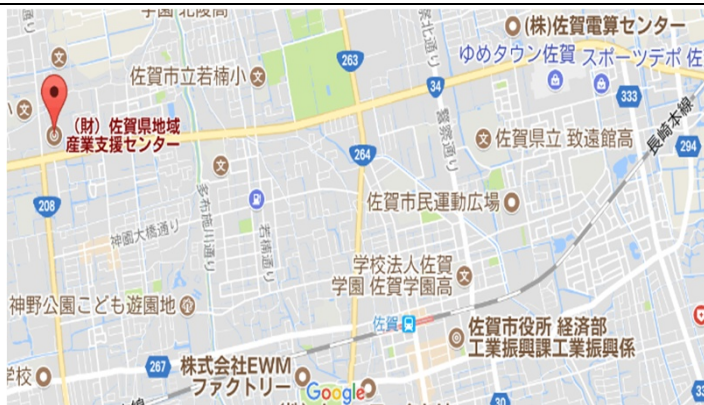 学園 北陵高
263
(株)佐賀電算センター
佐賀市立若楠小
34
ゆめタウン佐賀
スポーツデポ 佐
333
(財)佐賀県地域
産業支援センター
264
佐賀県立 致遠館高
長崎本線
294
208
神園大橋通り
多布施川通り
若楠通り
佐賀市民運動広場
学校法人佐賀
学園 佐賀学園高
神野公園こども遊園地
佐賀
佐賀市役所 経済部
工業振興課工業振興係
学校
267
株式会社EWM
ファクトリー
Google
30